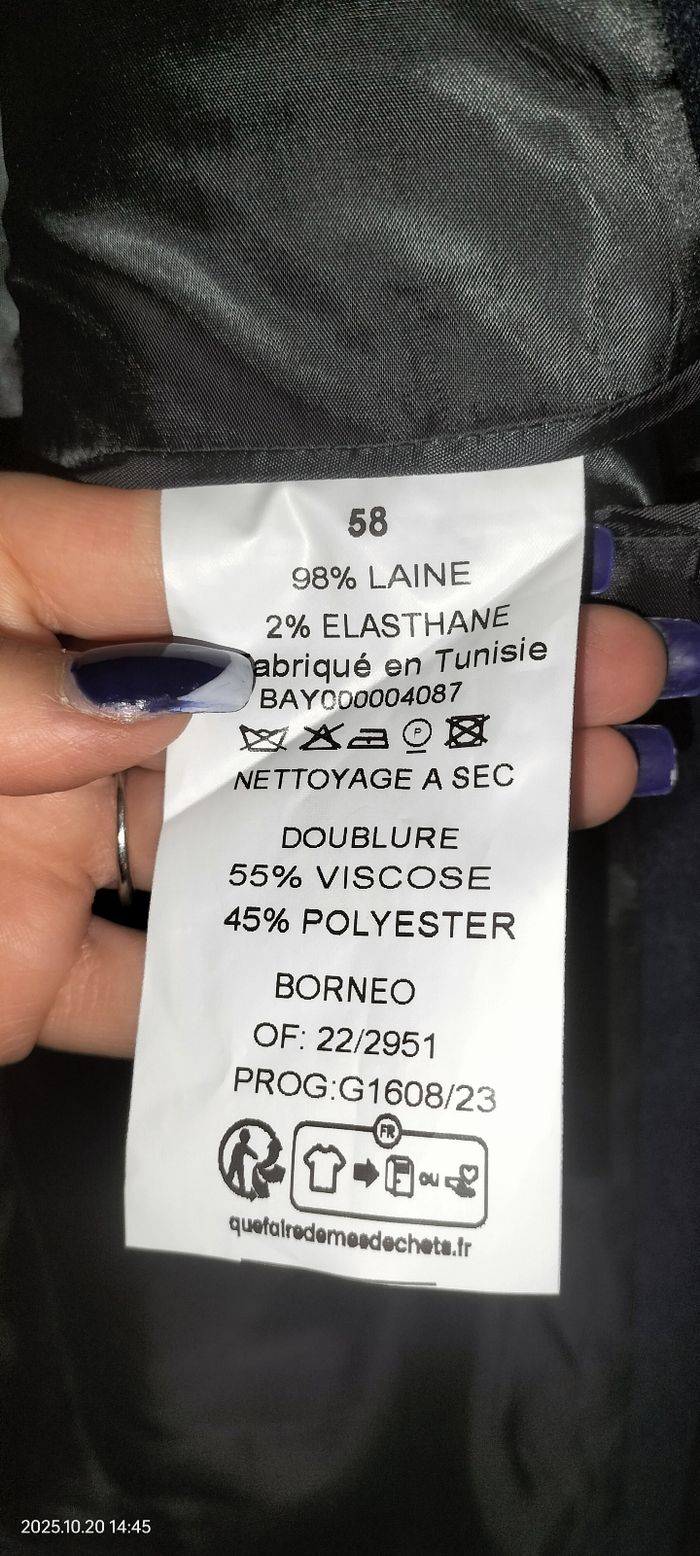 58
98% LAINE
2% ELASTHANE
abriqué en Tunisie
BAY000004087
P
NETTOYAGE A SEC
DOUBLURE
55% VISCOSE
45% POLYESTER
BORNEO
OF: 22/2951
PROG:G1608/23
FR
ou
quefairedemesdechets.fr
2025.10.20 14:45